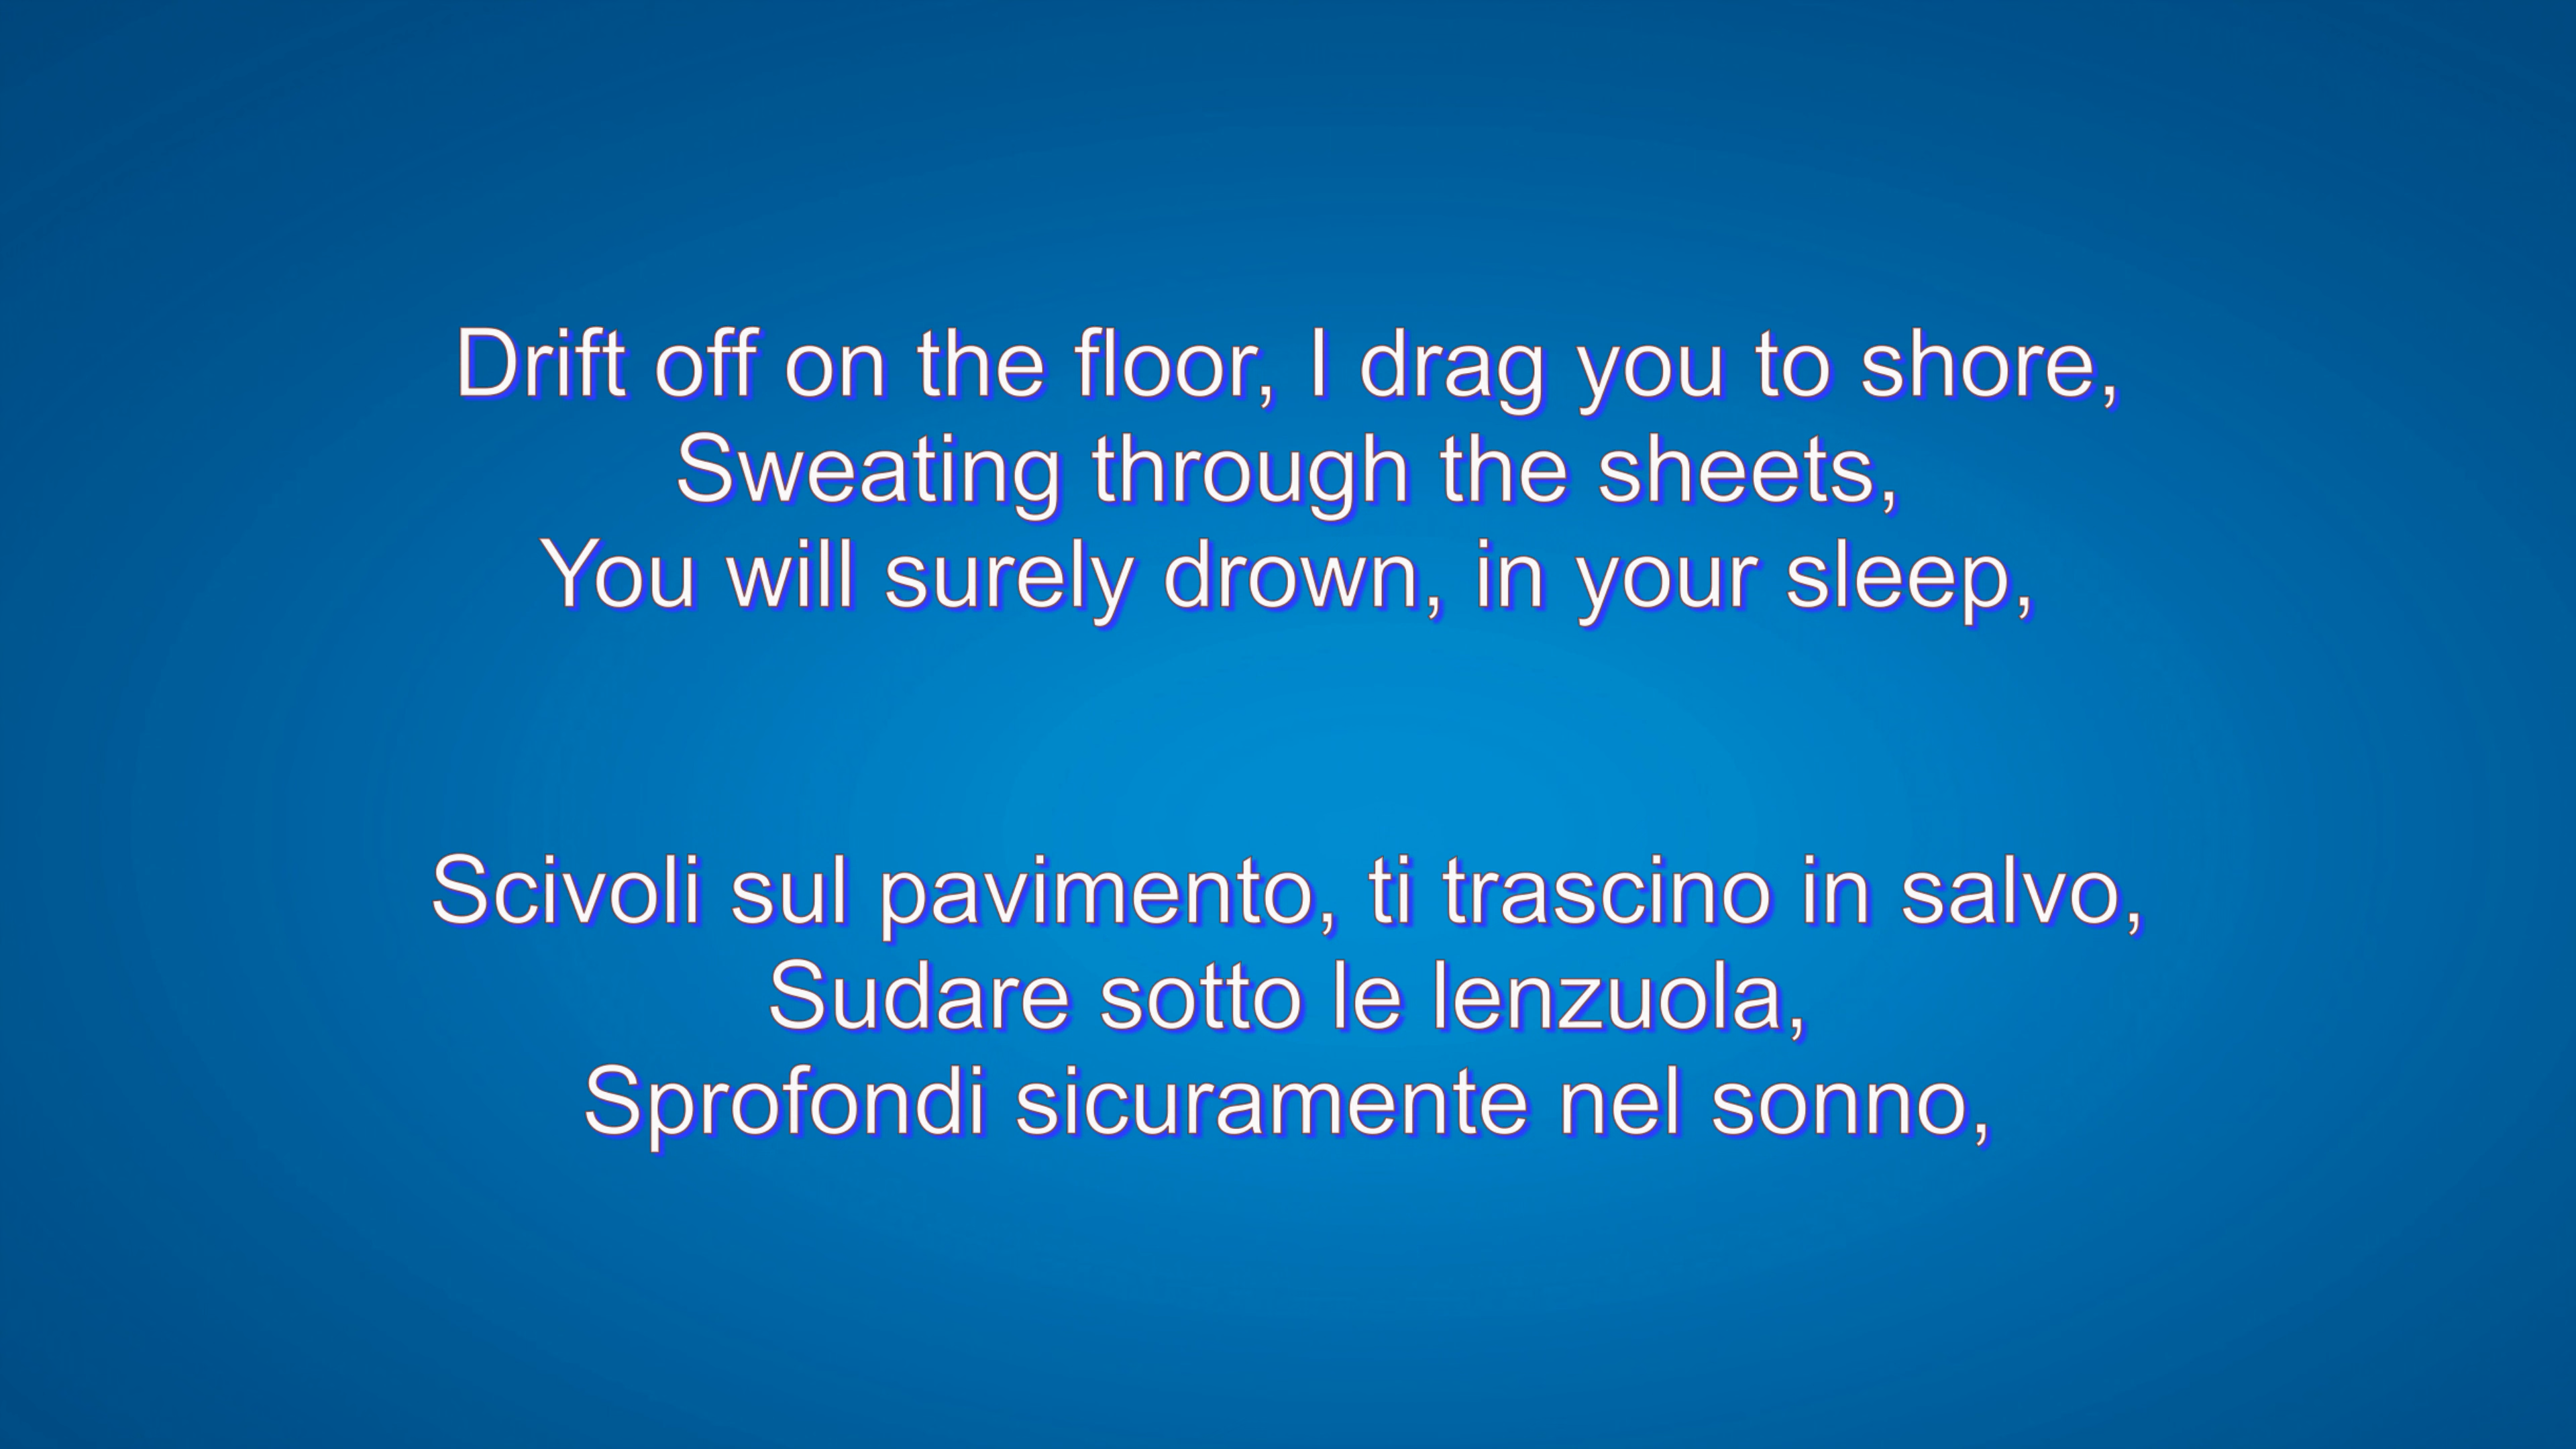 Drift off on the floor, I drag you to shore,
Sweating through the sheets,
You will surely drown, in your sleep,
Scivoli sul pavimento, ti trascino in salvo,
Sudare sotto le lenzuola,
Sprofondi sicuramente nel sonno,